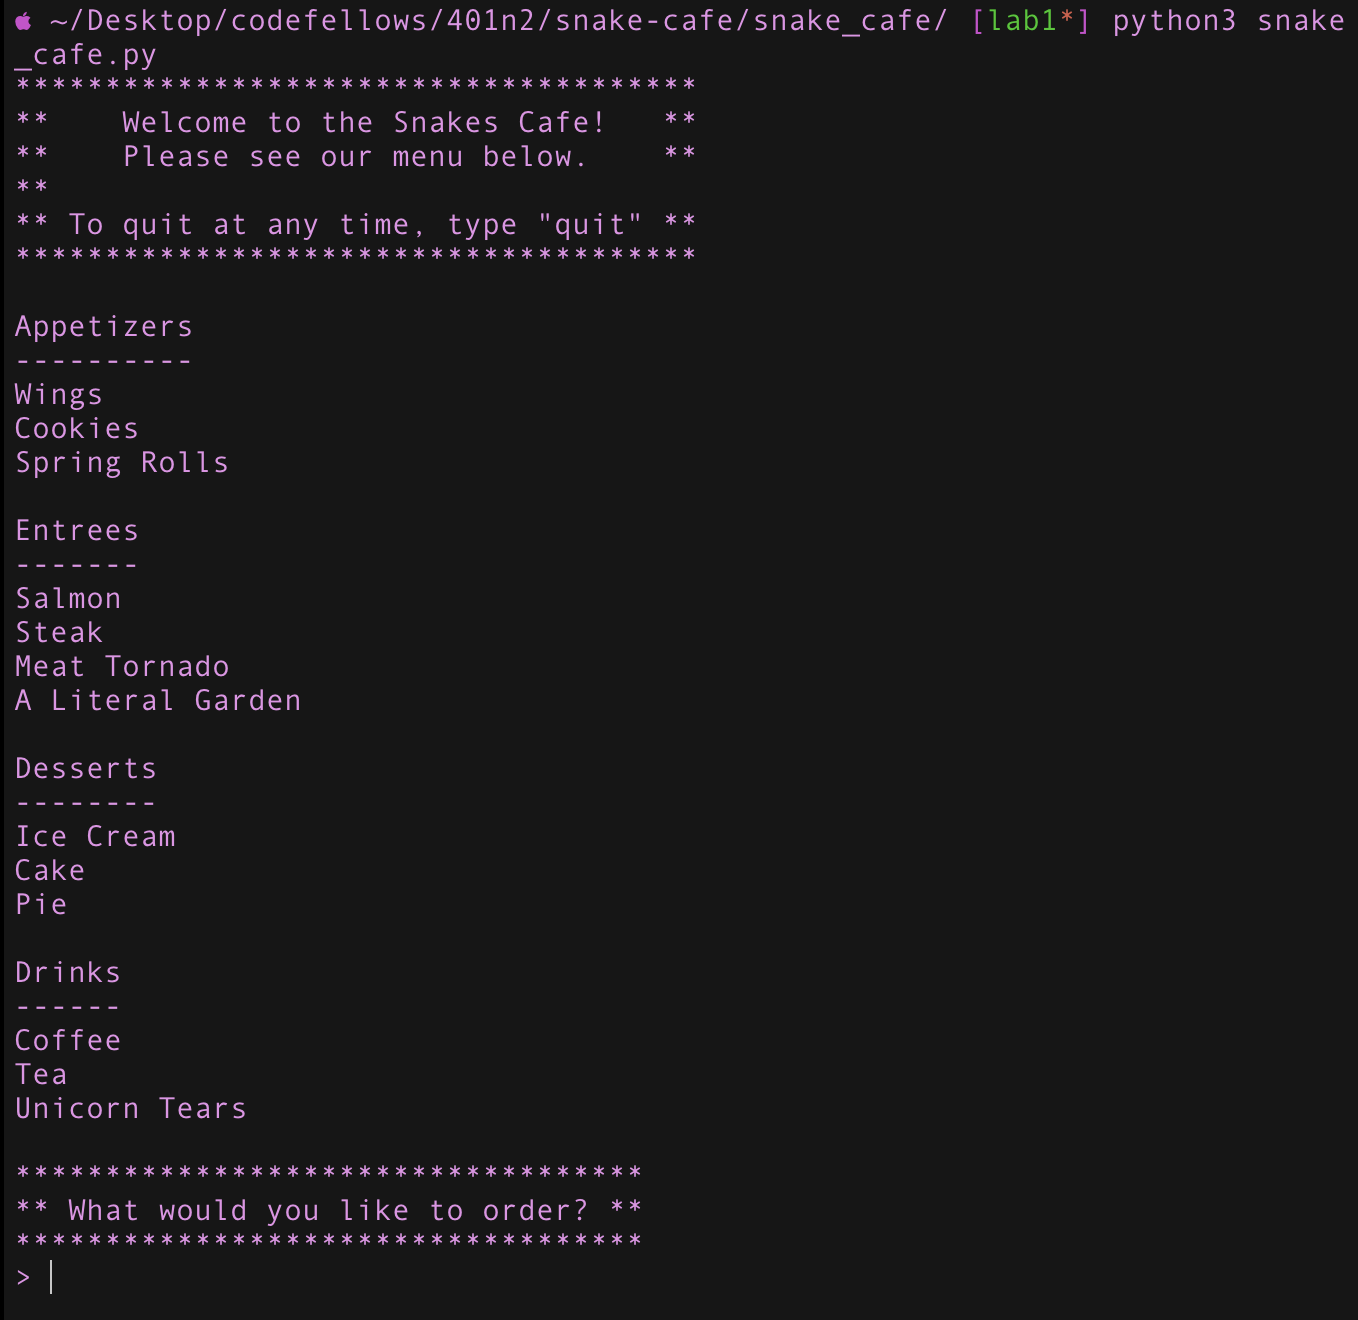 ~/Desktop/codefellows/401n2/snake-cafe/snake_cafe/ [lab1*] python3 snake
_cafe.py
**************************************
**    Welcome to the Snakes Cafe!   **
**    Please see our menu below.    **
**
** To quit at any time, type "quit" **
**************************************

Appetizers
----------
Wings
Cookies
Spring Rolls

Entrees
-------
Salmon
Steak
Meat Tornado
A Literal Garden

Desserts
--------
Ice Cream
Cake
Pie

Drinks
------
Coffee
Tea
Unicorn Tears

***********************************
** What would you like to order? **
***********************************
>